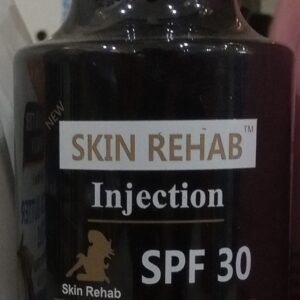 NEW
SKIN REHAB™
Injection
SPF 30
Skin Rehab